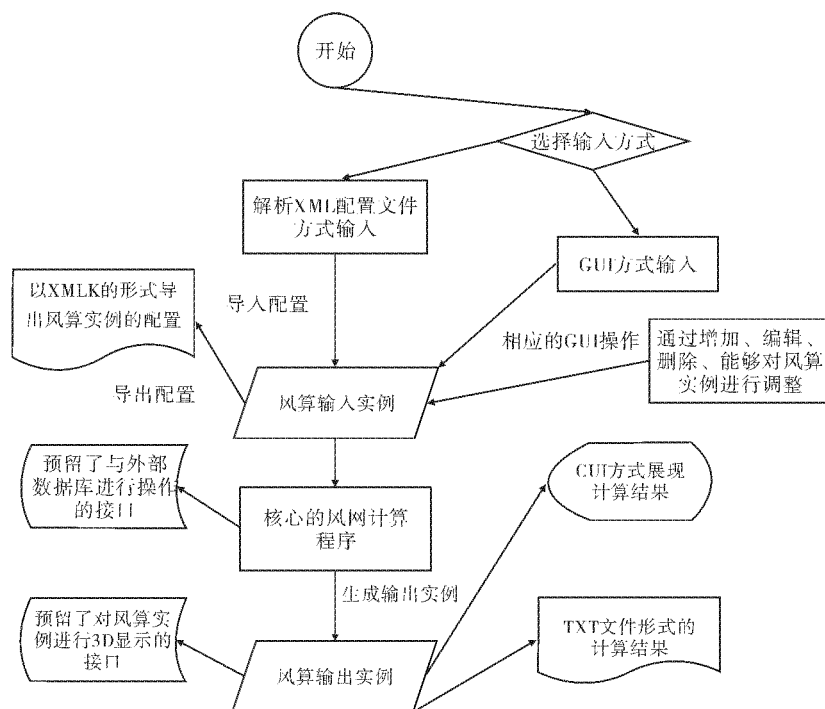 开始
选择输入方式
解析XML配置文件
方式输入
GUI方式输入
以XMLK的形式导
出风算实例的配置
导入配置
相应的GUI操作
通过增加、编辑、
删除、能够对风算
实例进行调整
导出配置
风算输入实例
预留了与外部
数据库进行操作
的接口
核心的风网计算
程序
CUI方式展现
计算结果
生成输出实例
预留了对风算实
例进行3D显示的
接口
风算输出实例
TXT文件形式的
计算结果